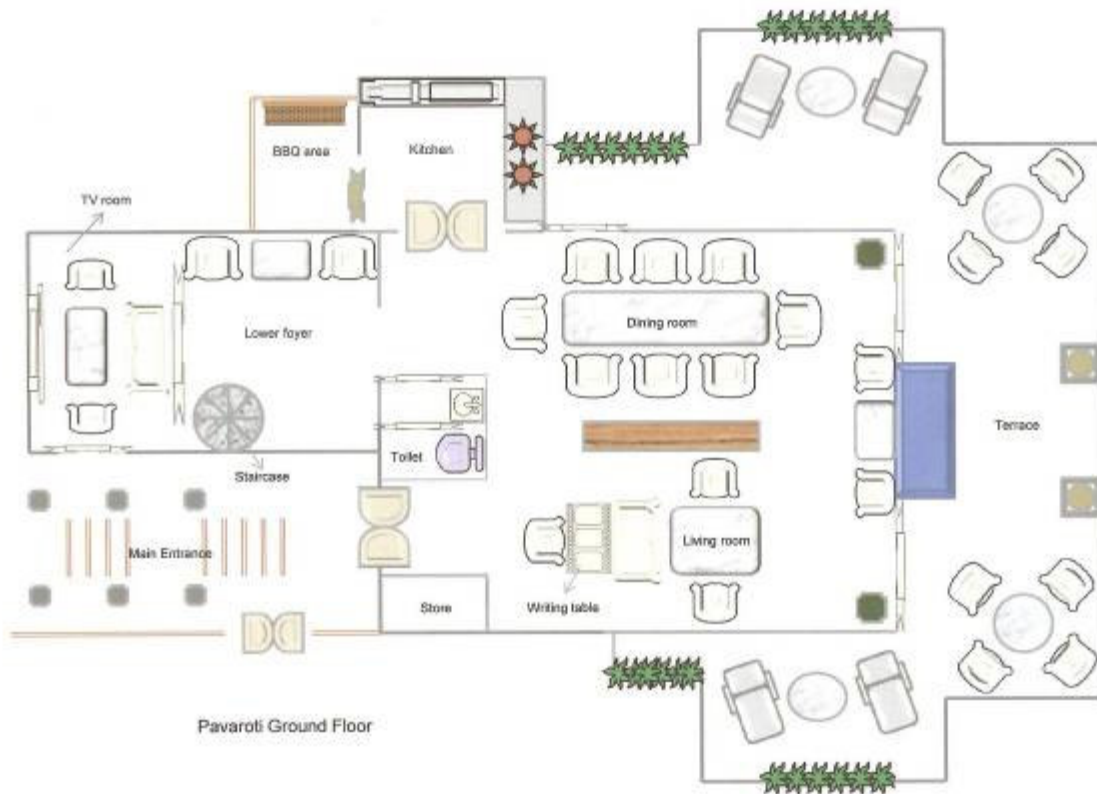 BBQ area
Kitchen
TV room
Dining room
Lower foyer
Terrace
Toilet
Staircase
Living room
Main Entrance
Writing table
Store
Pavaroti Ground Floor